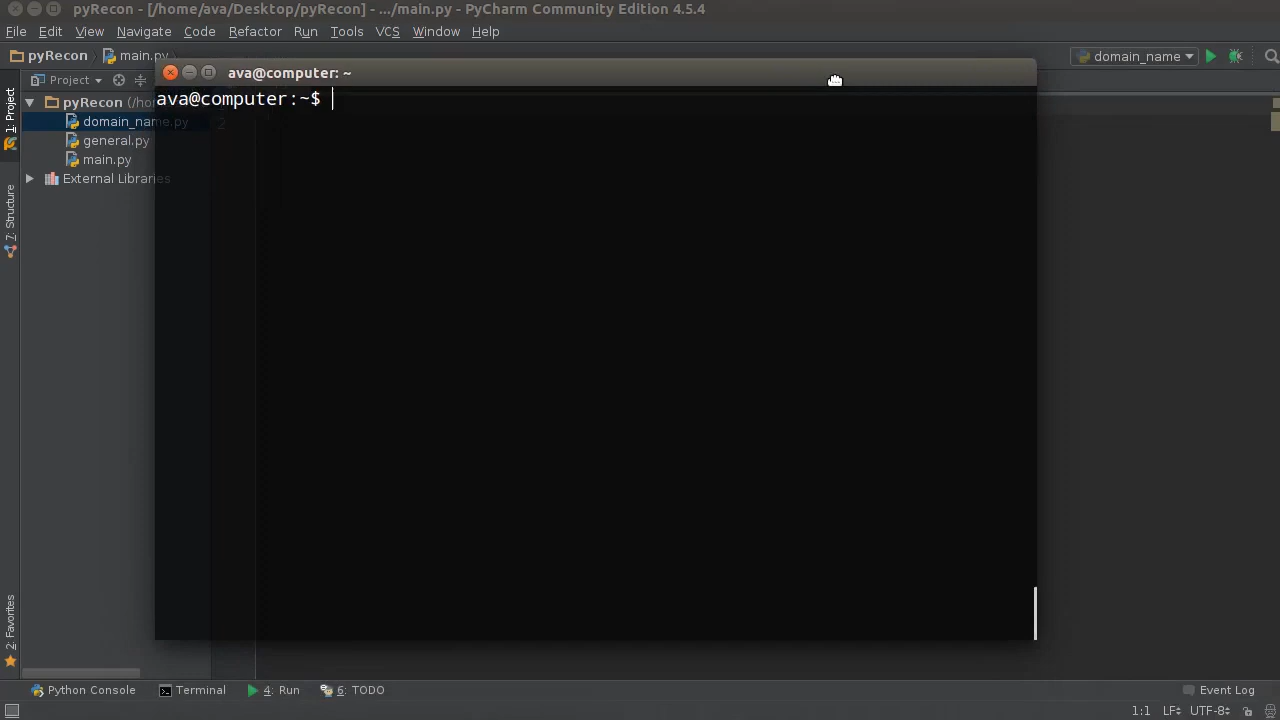 pyRecon - [/home/ava/Desktop/pyRecon] - .../main.py - PyCharm Community Edition 4.5.4
File Edit View Navigate Code Refactor Run Tools VCS Window Help
pyRecon main.py domain_name
Project
ava@computer: ~
ava@computer:~$
pyRecon (/ho
domain_name.py
general.py
main.py
External Libraries
2
1: Project
7: Structure
2: Favorites
Python Console Terminal 4: Run 6: TODO Event Log
1:1 LF UTF-8